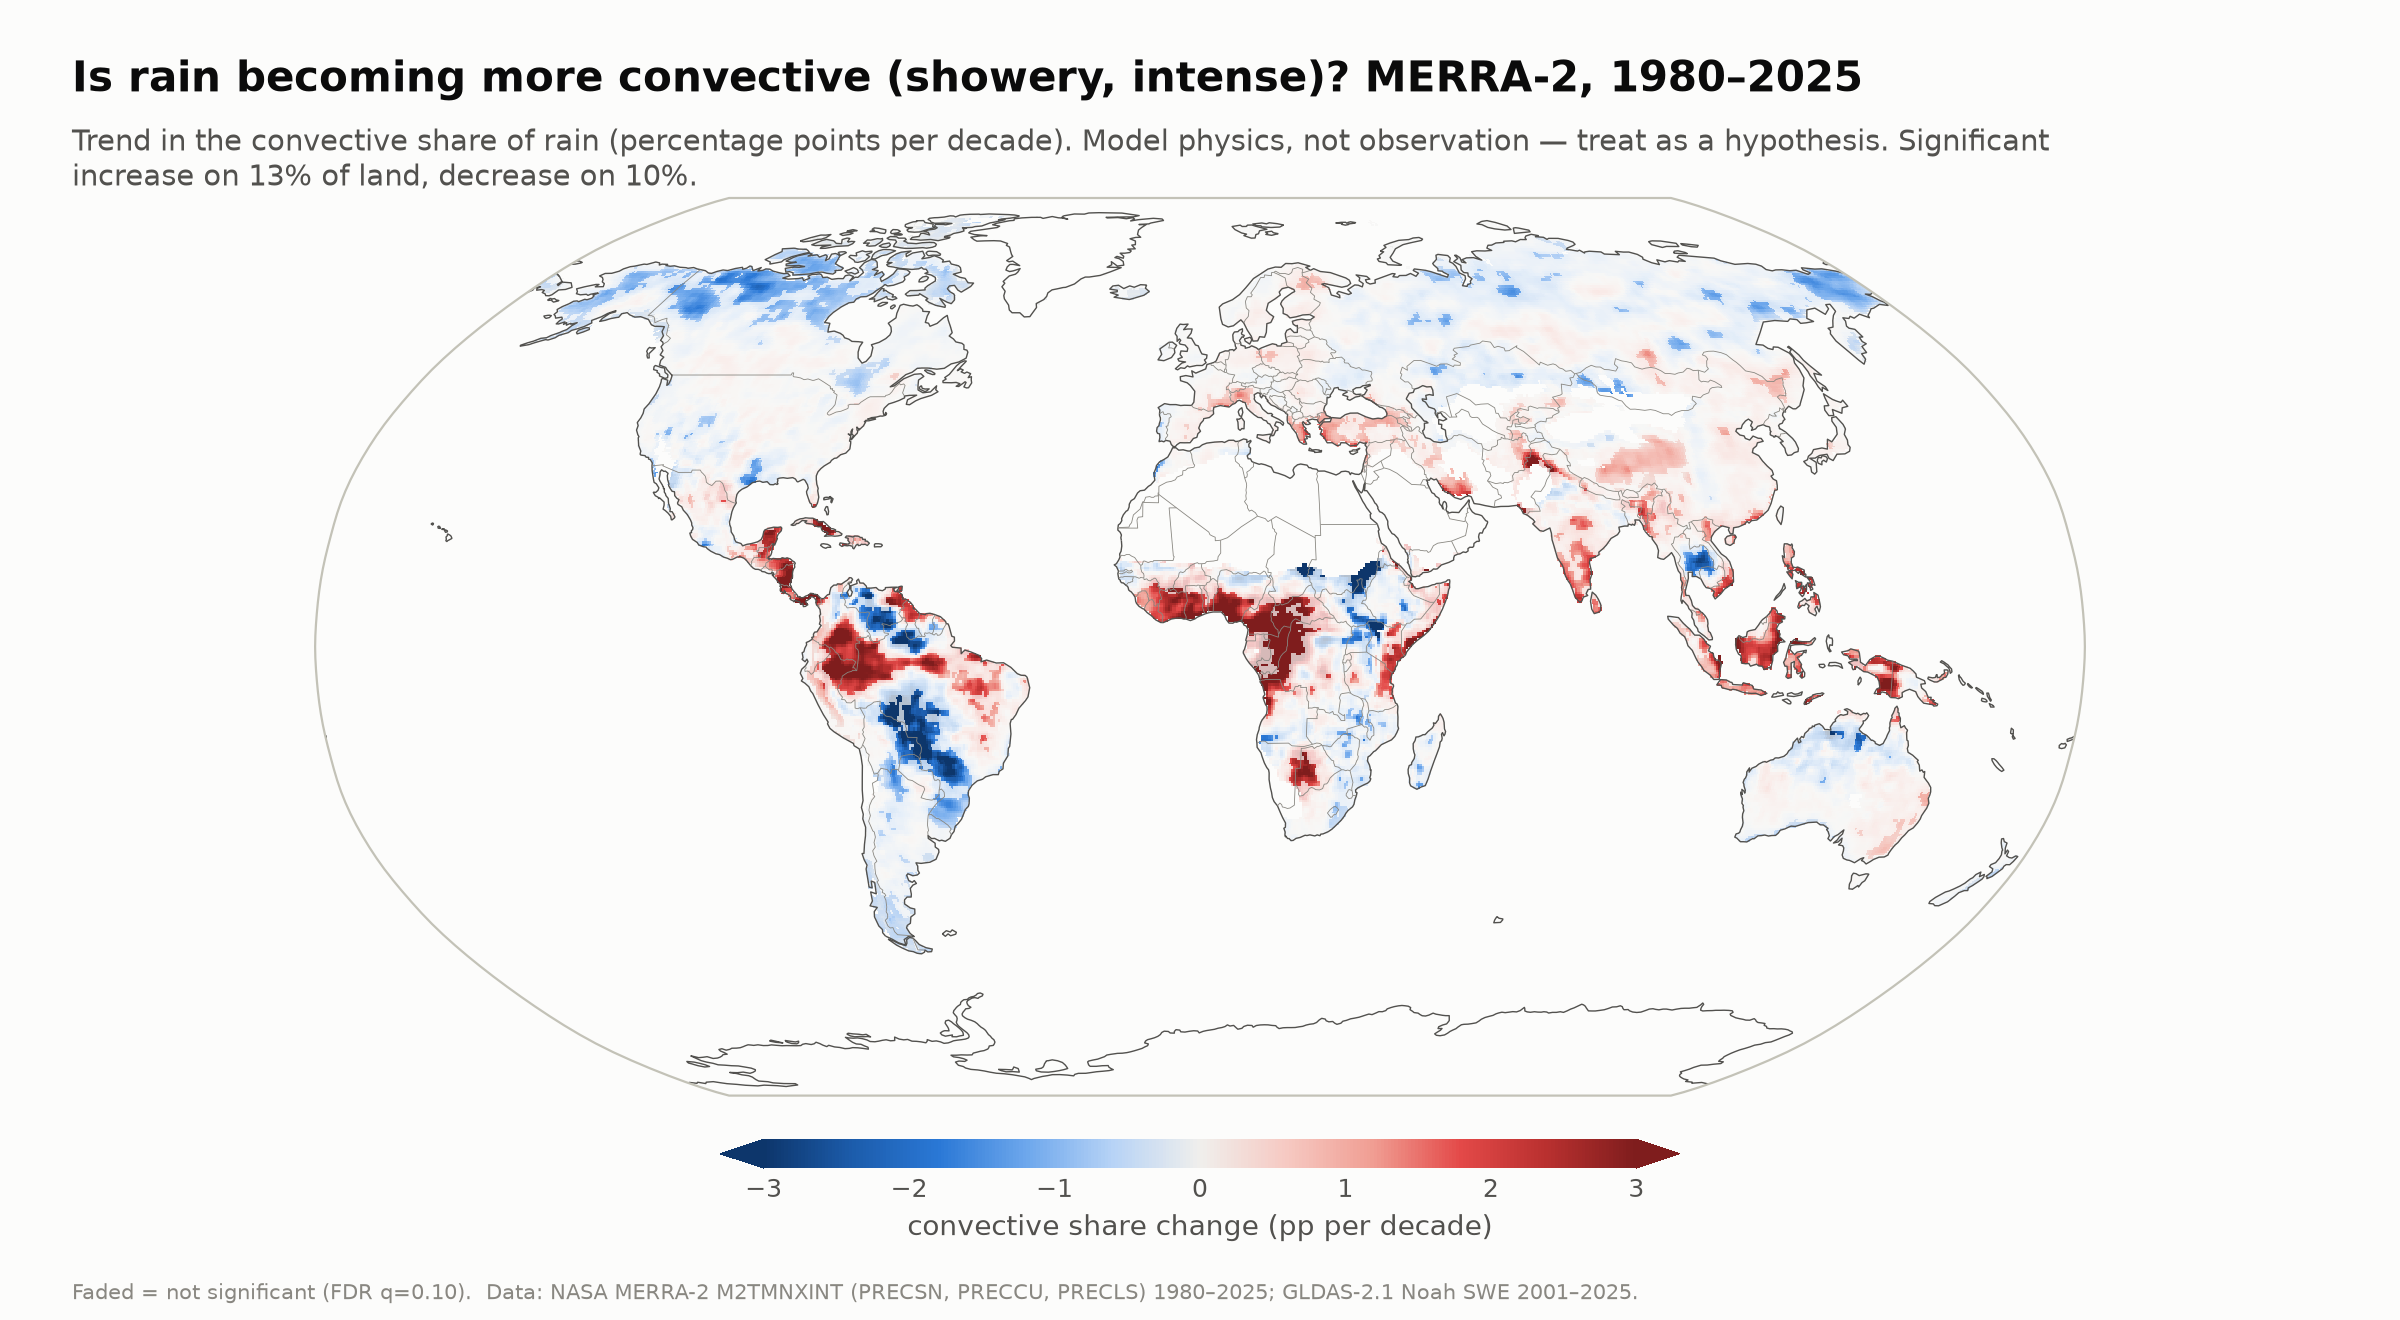 Is rain becoming more convective (showery, intense)? MERRA-2, 1980–2025
Trend in the convective share of rain (percentage points per decade). Model physics, not observation — treat as a hypothesis. Significant
increase on 13% of land, decrease on 10%.
−3 −2 −1 0 1 2 3
convective share change (pp per decade)
Faded = not significant (FDR q=0.10).  Data: NASA MERRA-2 M2TMNXINT (PRECSN, PRECCU, PRECLS) 1980–2025; GLDAS-2.1 Noah SWE 2001–2025.